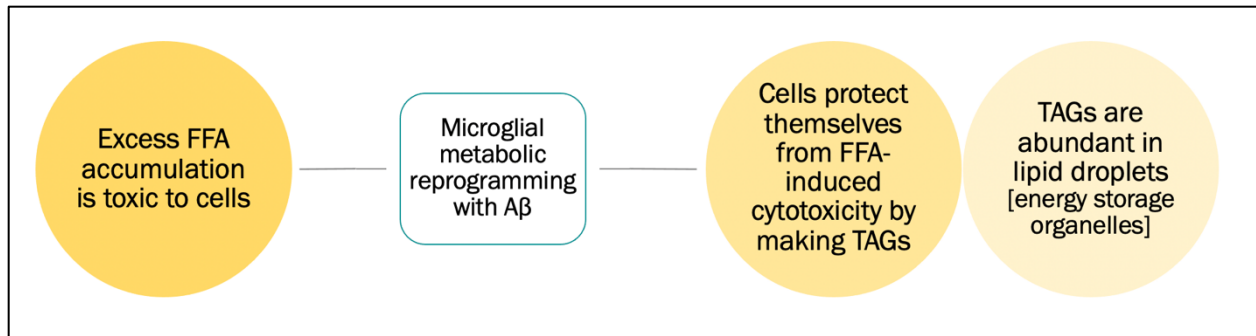 Excess FFA
accumulation
is toxic to cells
Microglial
metabolic
reprogramming
with Aβ
Cells protect
themselves
from FFA-
induced
cytotoxicity by
making TAGs
TAGs are
abundant in
lipid droplets
[energy storage
organelles]